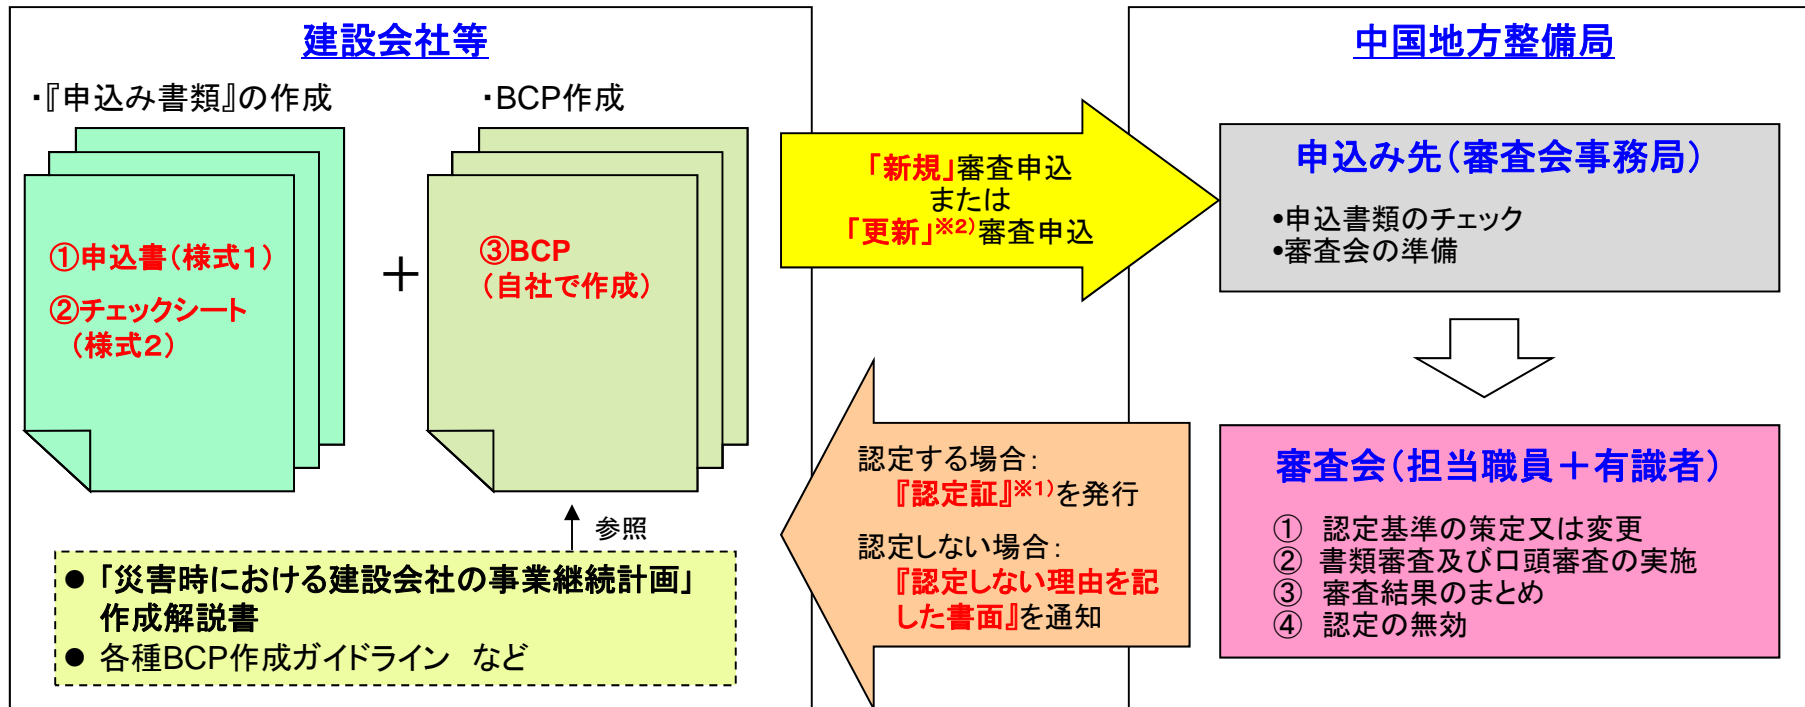 建設会社等
・『申込み書類』の作成
①申込書（様式１）
②チェックシート
（様式２）
＋
・BCP作成
③BCP
（自社で作成）
参照
● 「災害時における建設会社の事業継続計画」
作成解説書
● 各種BCP作成ガイドライン　など
「新規」審査申込
または
「更新」※2)審査申込
認定する場合：
『認定証』※1)を発行
認定しない場合：
『認定しない理由を記
した書面』を通知
中国地方整備局
申込み先（審査会事務局）
•申込書類のチェック
•審査会の準備
審査会（担当職員＋有識者）
①　認定基準の策定又は変更
②　書類審査及び口頭審査の実施
③　審査結果のまとめ
④　認定の無効